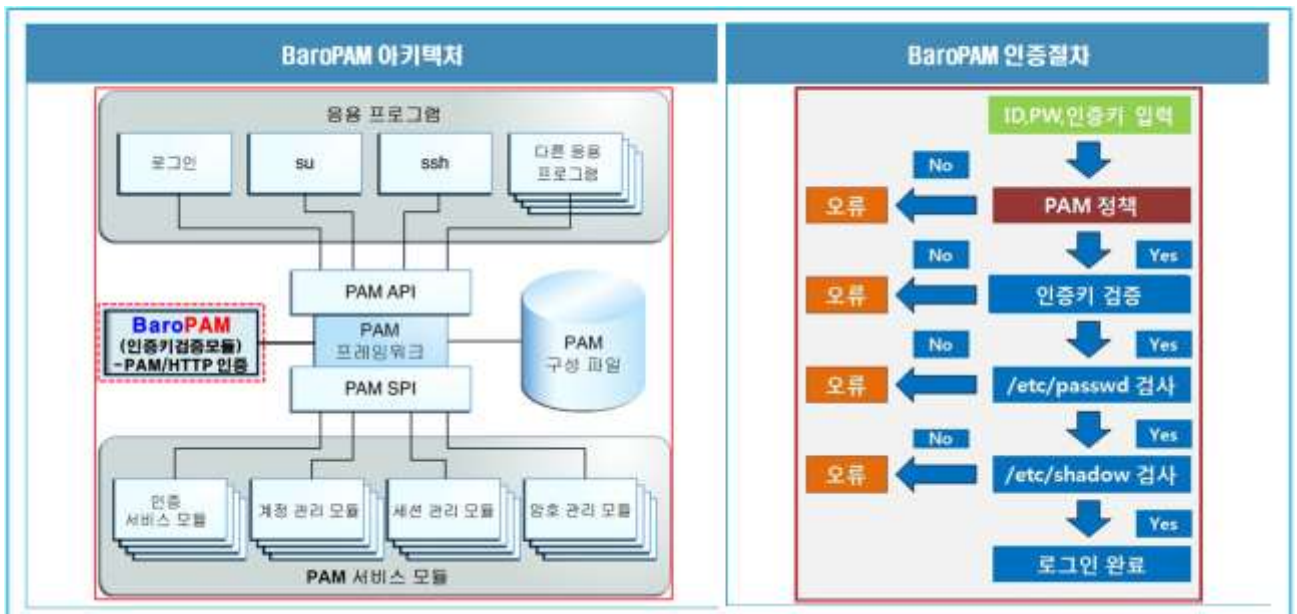 BaroPAM 아키텍처
응용 프로그램
로그인
su
ssh
다른 응용
프로그램
PAM API
BaroPAM
(인증키검증모듈)
-PAM/HTTP 인증
PAM
프레임워크
PAM
구성 파일
PAM SPI
인증
서비스 모듈
계정 관리 모듈
세션 관리 모듈
암호 관리 모듈
PAM 서비스 모듈
BaroPAM 인증절차
ID,PW,인증키 입력
No
오류
PAM 정책
No
Yes
오류
인증키 검증
No
Yes
오류
/etc/passwd 검사
No
Yes
오류
/etc/shadow 검사
Yes
로그인 완료